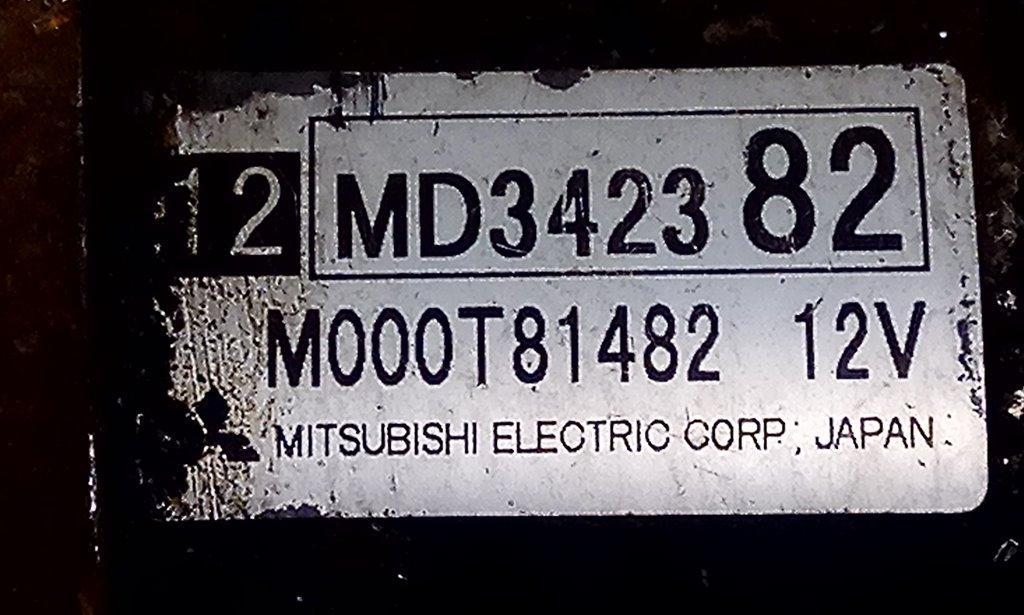 12 MD342382
M000T81482 12V
MITSUBISHI ELECTRIC CORP. JAPAN